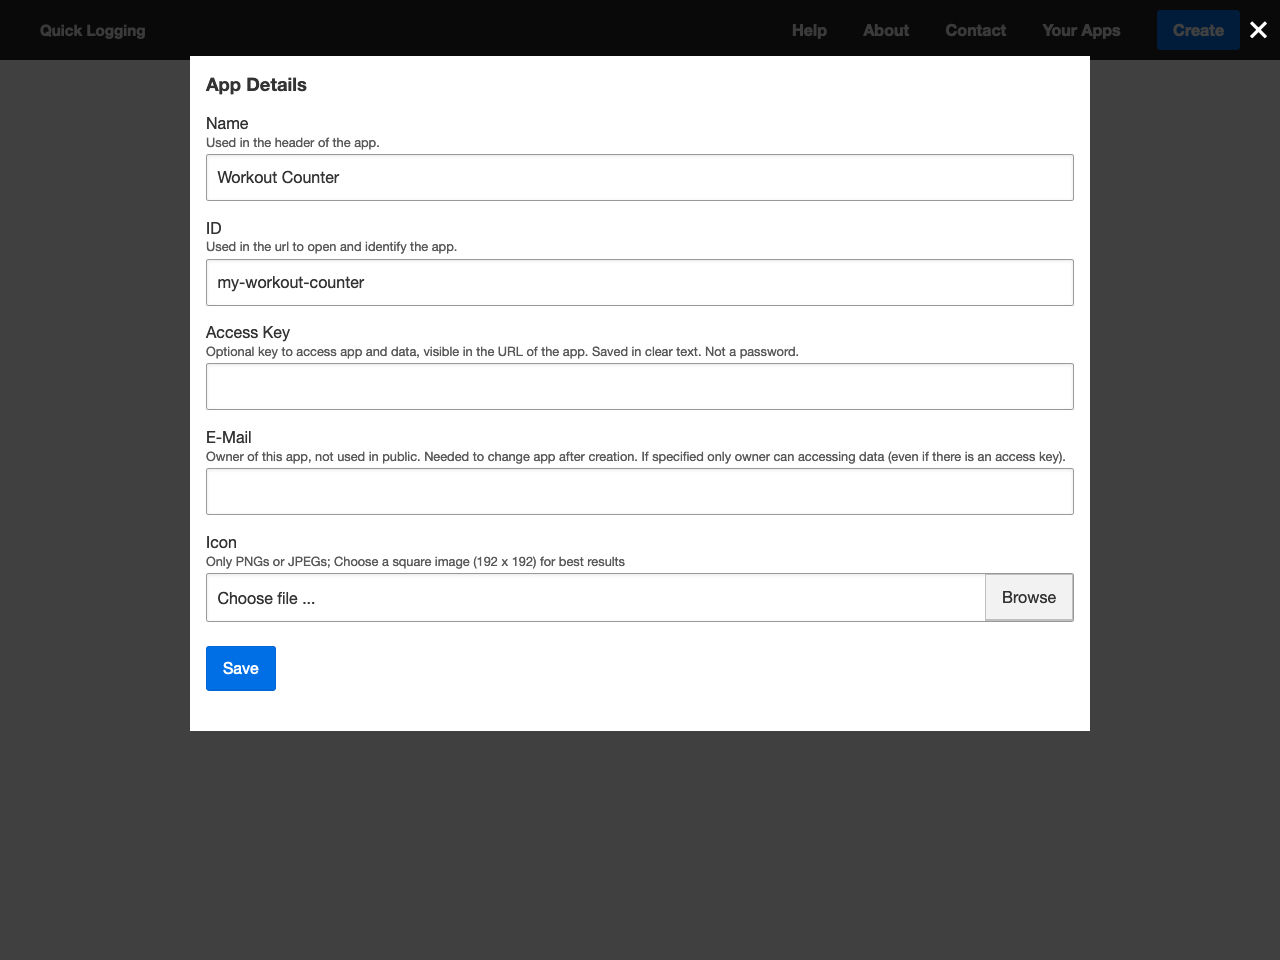 Quick Logging
Help About Contact Your Apps Create
App Details
Name
Used in the header of the app.
Workout Counter
ID
Used in the url to open and identify the app.
my-workout-counter
Access Key
Optional key to access app and data, visible in the URL of the app. Saved in clear text. Not a password.
E-Mail
Owner of this app, not used in public. Needed to change app after creation. If specified only owner can accessing data (even if there is an access key).
Icon
Only PNGs or JPEGs; Choose a square image (192 x 192) for best results
Choose file ... Browse
Save